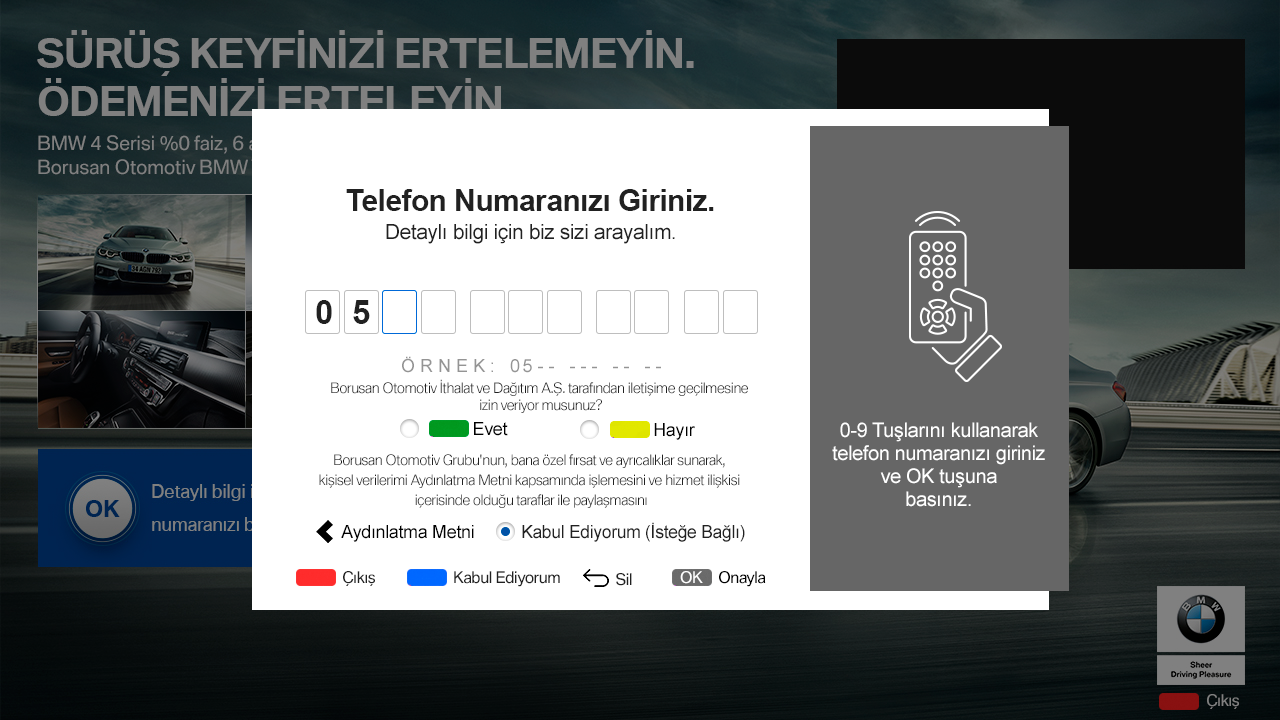 SÜRÜŞ KEYFİNİZİ ERTELEMEYİN.
ÖDEMENİZİ ERTELEYİN
BMW 4 Serisi %0 faiz, 6 a
Borusan Otomotiv BMW
34 AGN 792
OK
Detaylı bilgi i
numaranızı b
Telefon Numaranızı Giriniz.
Detaylı bilgi için biz sizi arayalım.
0 5
ÖRNEK: 05-- --- -- --
Borusan Otomotiv İthalat ve Dağıtım A.Ş. tarafından iletişime geçilmesine
izin veriyor musunuz?
Evet Hayır
Borusan Otomotiv Grubu'nun, bana özel fırsat ve ayrıcalıklar sunarak,
kişisel verilerimi Aydınlatma Metni kapsamında işlemesini ve hizmet ilişkisi
içerisinde olduğu taraflar ile paylaşmasını
Aydınlatma Metni Kabul Ediyorum (İsteğe Bağlı)
Çıkış Kabul Ediyorum Sil OK Onayla
0-9 Tuşlarını kullanarak
telefon numaranızı giriniz
ve OK tuşuna
basınız.
BMW
Sheer
Driving Pleasure
Çıkış